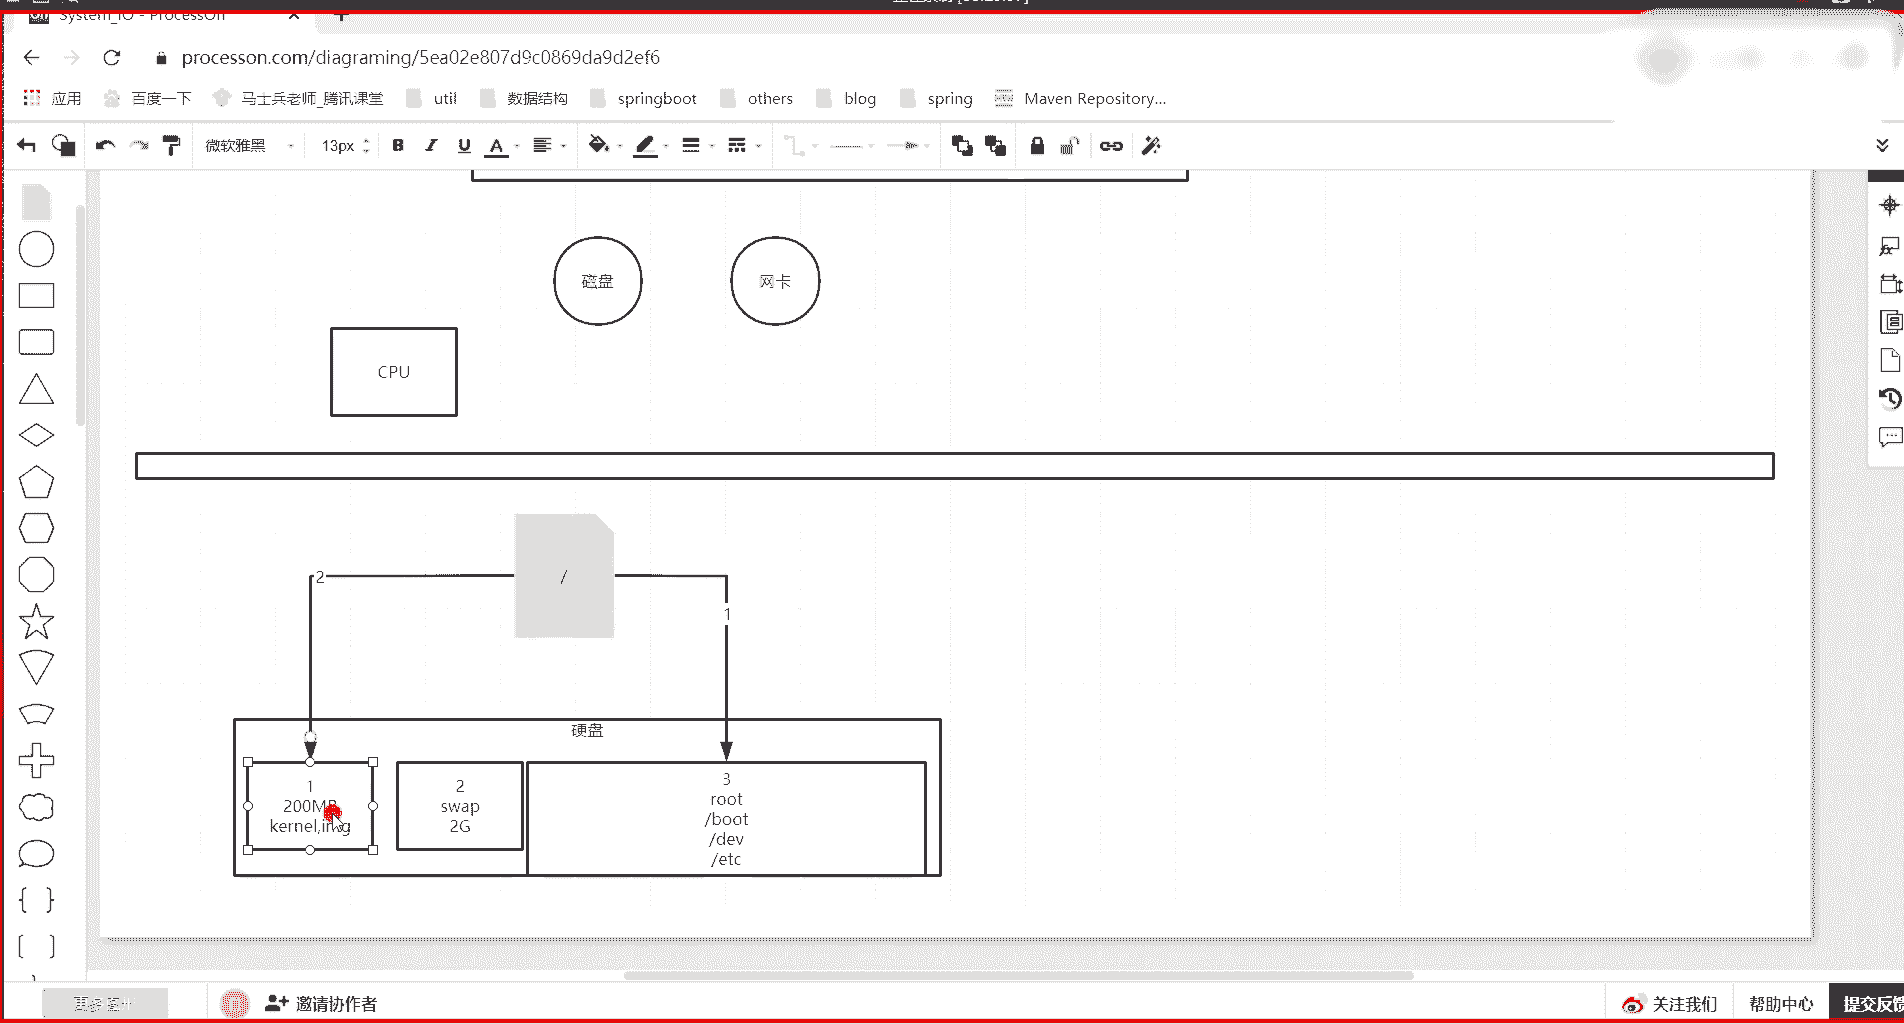 System_IO - ProcessOn
processon.com/diagraming/5ea02e807d9c0869da9d2ef6
应用 百度一下 马士兵老师_腾讯课堂 util 数据结构 springboot others blog spring Maven Repository...
微软雅黑 13px B I U A
磁盘 网卡
CPU
/
2
1
硬盘
1
200MB
kernel,img
2
swap
2G
3
root
/boot
/dev
/etc
邀请协作者 关注我们 帮助中心 提交反馈